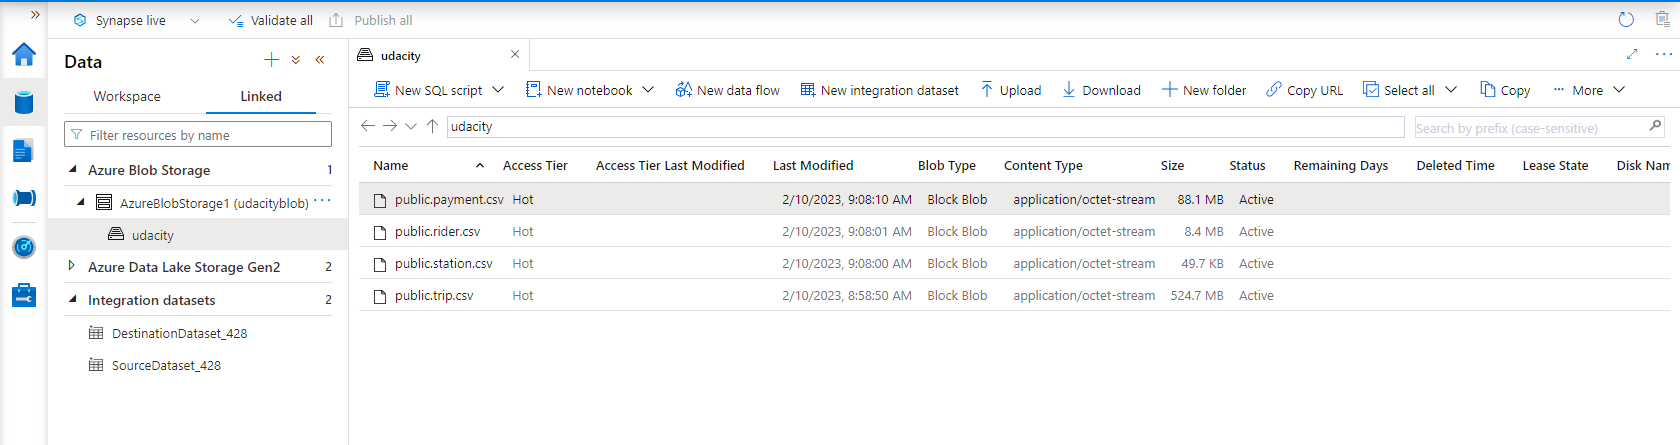 Synapse live Validate all Publish all
Data
Workspace Linked
Filter resources by name
Azure Blob Storage 1
AzureBlobStorage1 (udacityblob) ...
udacity
Azure Data Lake Storage Gen2 2
Integration datasets 2
DestinationDataset_428
SourceDataset_428
udacity
New SQL script New notebook New data flow New integration dataset Upload Download New folder Copy URL Select all Copy ... More
udacity Search by prefix (case-sensitive)
Name Access Tier Access Tier Last Modified Last Modified Blob Type Content Type Size Status Remaining Days Deleted Time Lease State Disk Nam
public.payment.csv Hot 2/10/2023, 9:08:10 AM Block Blob application/octet-stream 88.1 MB Active
public.rider.csv Hot 2/10/2023, 9:08:01 AM Block Blob application/octet-stream 8.4 MB Active
public.station.csv Hot 2/10/2023, 9:08:00 AM Block Blob application/octet-stream 49.7 KB Active
public.trip.csv Hot 2/10/2023, 8:58:50 AM Block Blob application/octet-stream 524.7 MB Active